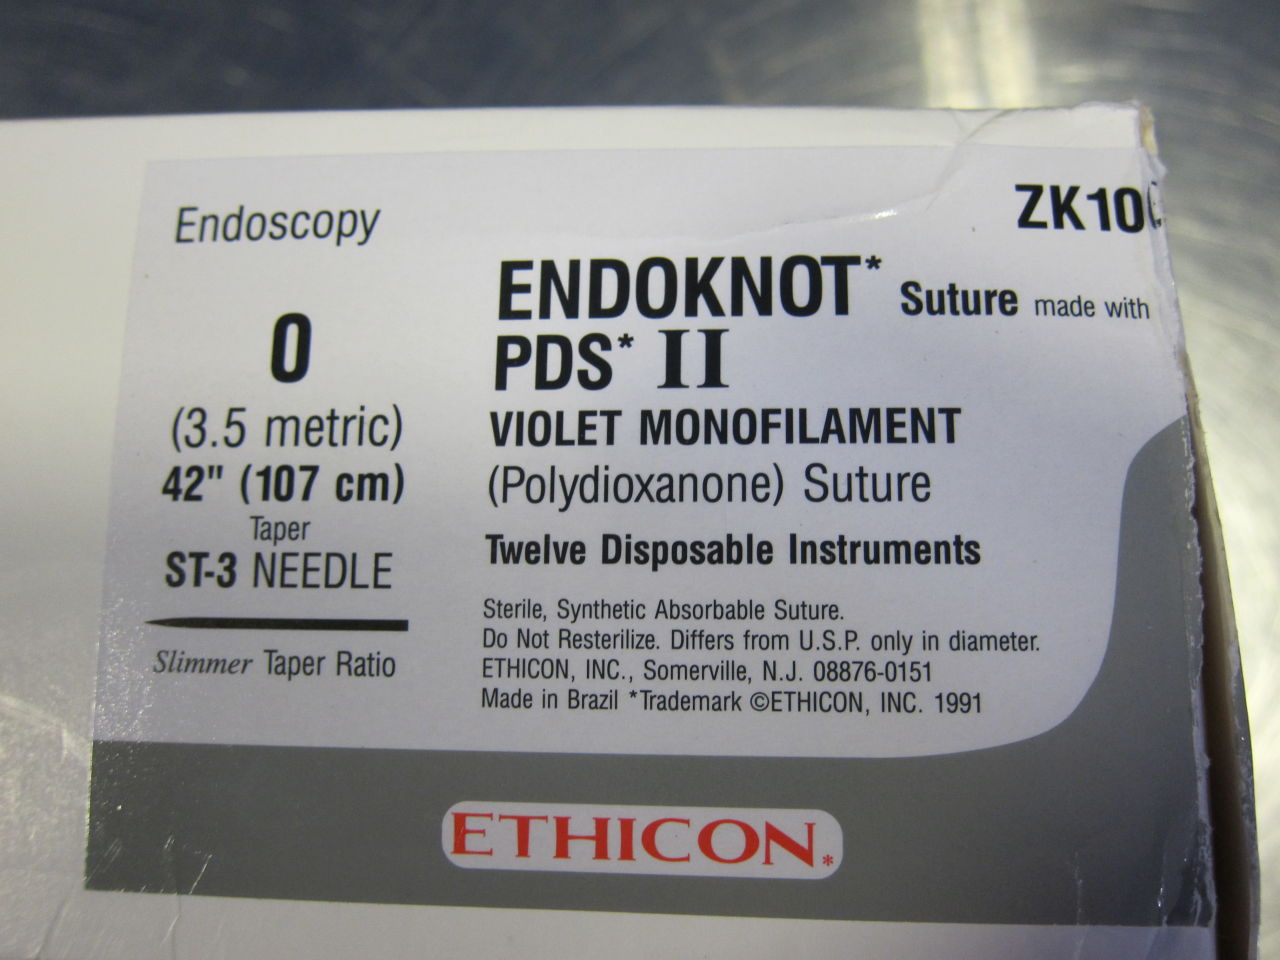 Endoscopy
0
(3.5 metric)
42" (107 cm)
Taper
ST-3 NEEDLE
Slimmer Taper Ratio
ENDOKNOT* Suture made with
PDS* II
VIOLET MONOFILAMENT
(Polydioxanone) Suture
Twelve Disposable Instruments
Sterile, Synthetic Absorbable Suture.
Do Not Resterilize. Differs from U.S.P. only in diameter.
ETHICON, INC., Somerville, N.J. 08876-0151
Made in Brazil *Trademark ©ETHICON, INC. 1991
ETHICON*